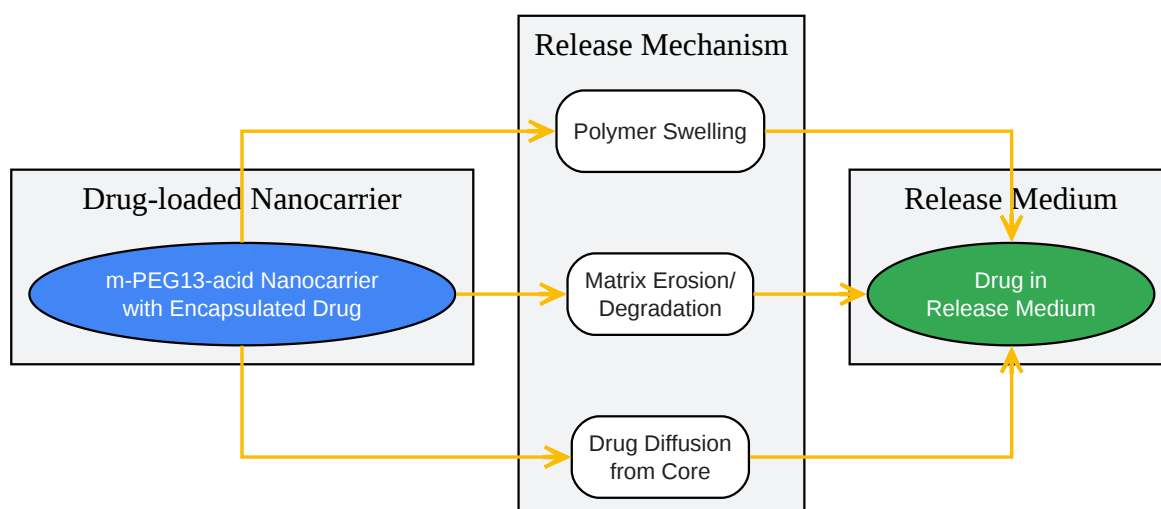 Release Mechanism
Polymer Swelling
Drug-loaded Nanocarrier
m-PEG13-acid Nanocarrier
with Encapsulated Drug
Matrix Erosion/
Degradation
Drug Diffusion
from Core
Release Medium
Drug in
Release Medium